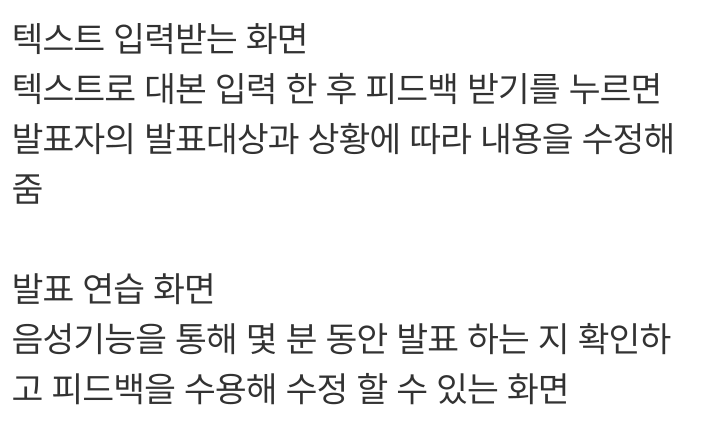 텍스트 입력받는 화면
텍스트로 대본 입력 한 후 피드백 받기를 누르면
발표자의 발표대상과 상황에 따라 내용을 수정해
줌
발표 연습 화면
음성기능을 통해 몇 분 동안 발표 하는 지 확인하
고 피드백을 수용해 수정 할 수 있는 화면